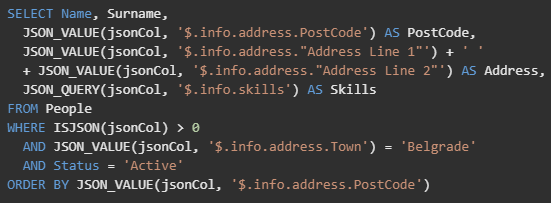 SELECT Name, Surname,
  JSON_VALUE(jsonCol, '$.info.address.PostCode') AS PostCode,
  JSON_VALUE(jsonCol, '$.info.address."Address Line 1"') + ' '
  + JSON_VALUE(jsonCol, '$.info.address."Address Line 2"') AS Address,
  JSON_QUERY(jsonCol, '$.info.skills') AS Skills
FROM People
WHERE ISJSON(jsonCol) > 0
  AND JSON_VALUE(jsonCol, '$.info.address.Town') = 'Belgrade'
  AND Status = 'Active'
ORDER BY JSON_VALUE(jsonCol, '$.info.address.PostCode')